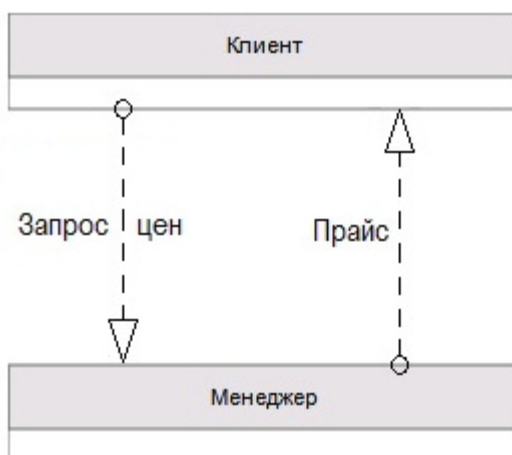 Клиент
Запрос цен
Прайс
Менеджер